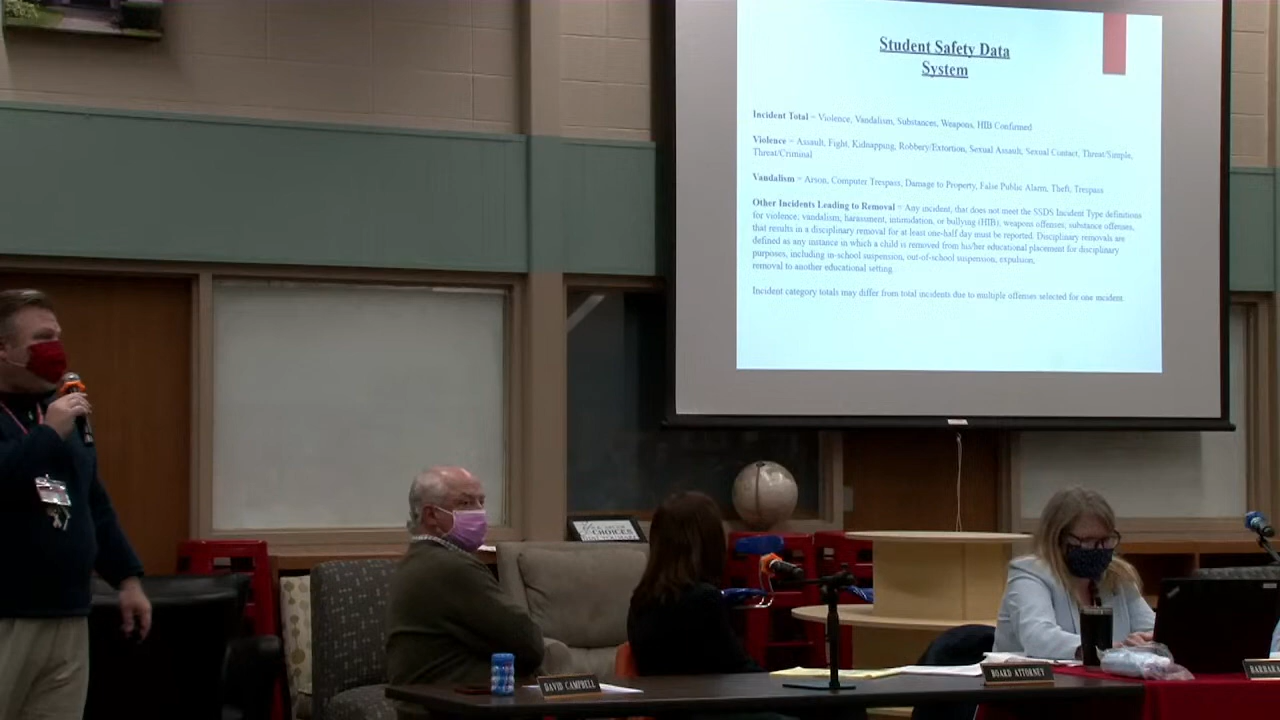 Student Safety Data
System
Incident Total = Violence, Vandalism, Substances, Weapons, HIB Confirmed
Violence = Assault, Fight, Kidnapping, Robbery/Extortion, Sexual Assault, Sexual Contact, Threat/Simple,
Threat/Criminal
Vandalism = Arson, Computer Trespass, Damage to Property, False Public Alarm, Theft, Trespass
Other Incidents Leading to Removal = Any incident, that does not meet the SSDS Incident Type definitions
for violence, vandalism, harassment, intimidation, or bullying (HIB), weapons offenses, substance offenses,
that results in a disciplinary removal for at least one-half day must be reported. Disciplinary removals are
defined as any instance in which a child is removed from his/her educational placement for disciplinary
purposes, including in-school suspension, out-of-school suspension, expulsion,
removal to another educational setting.
Incident category totals may differ from total incidents due to multiple offenses selected for one incident.
CHOICES
DAVID CAMPBELL
BOARD ATTORNEY
BARBARA